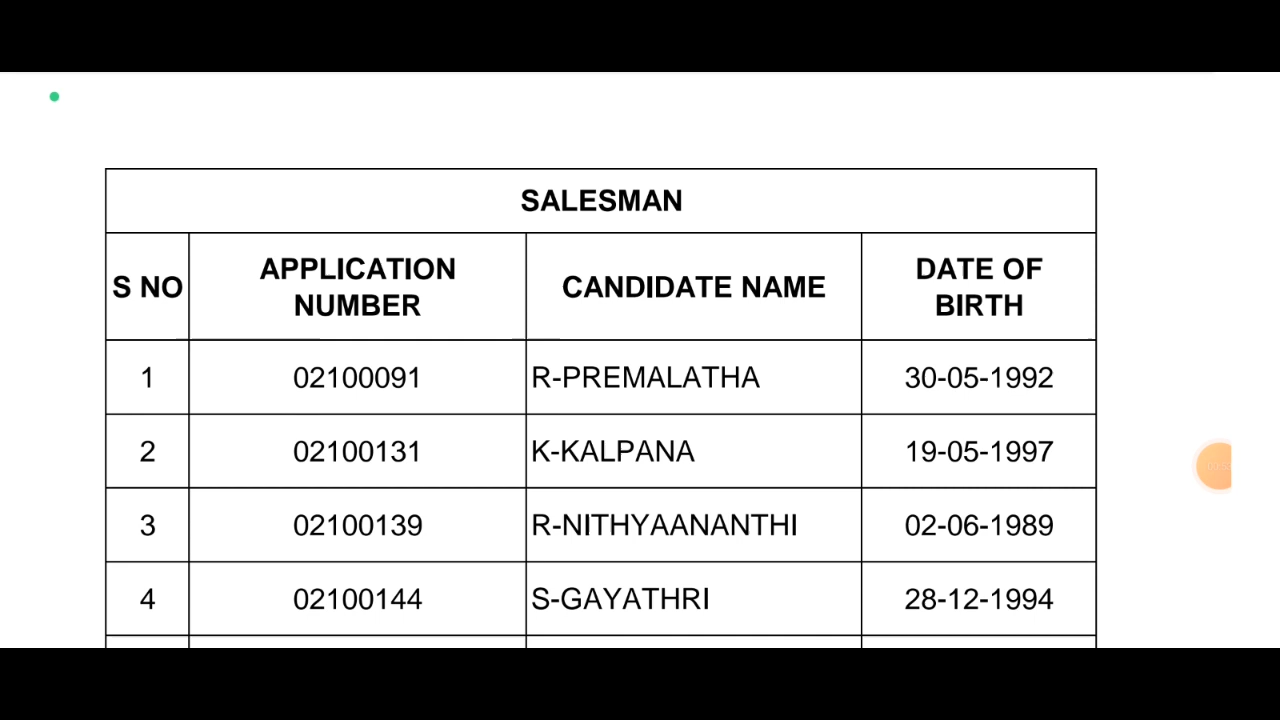 SALESMAN
S NO APPLICATION NUMBER CANDIDATE NAME DATE OF BIRTH
1 02100091 R-PREMALATHA 30-05-1992
2 02100131 K-KALPANA 19-05-1997
3 02100139 R-NITHYAANANTHI 02-06-1989
4 02100144 S-GAYATHRI 28-12-1994